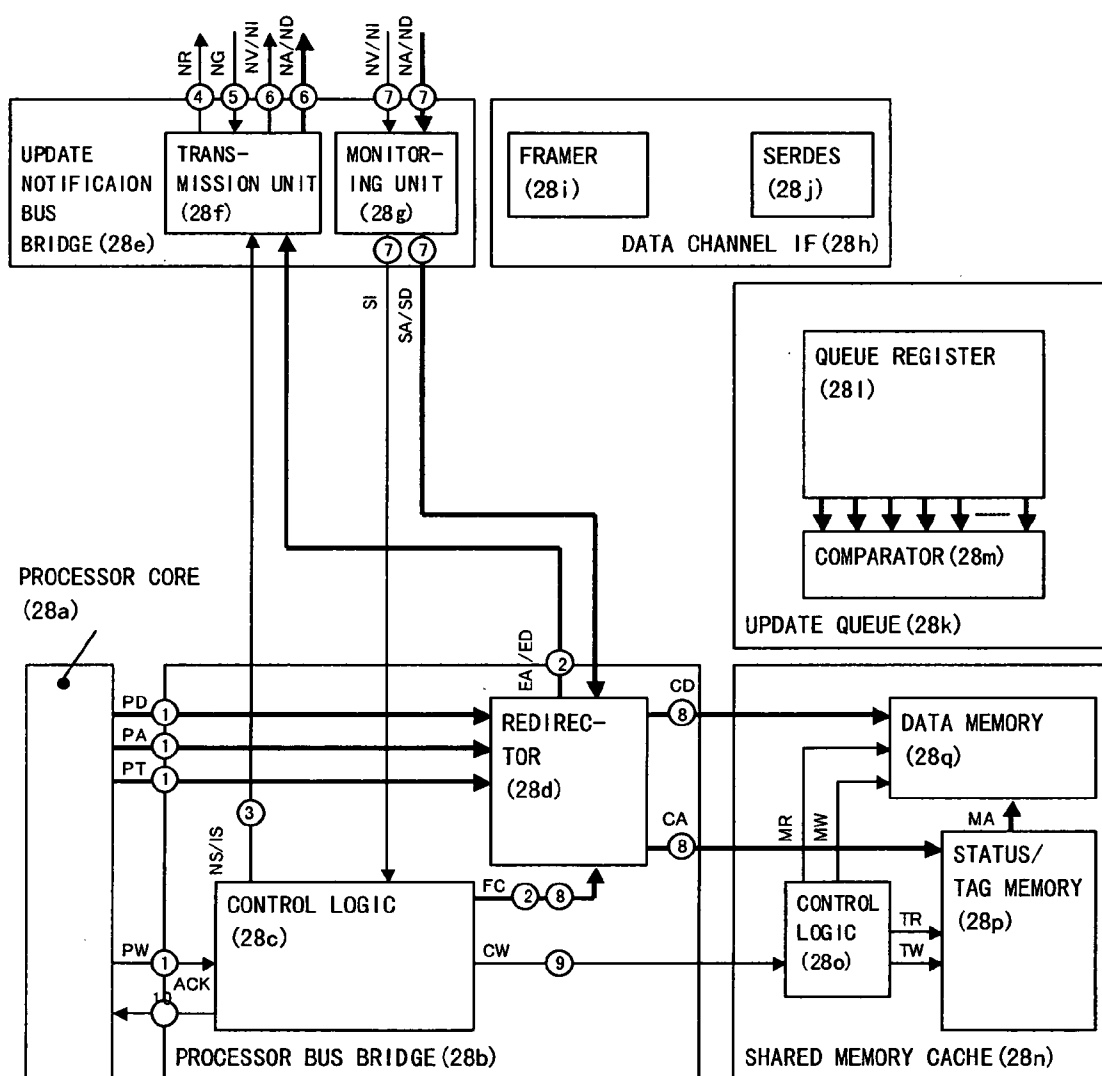 NR
NG
NV/NI
NA/ND
NV/NI
NA/ND
4
5
6
6
7
7
UPDATE
NOTIFICAION
BUS
BRIDGE(28e)
TRANS-
MISSION UNIT
(28f)
MONITOR-
ING UNIT
(28g)
7
7
FRAMER
(28i)
SERDES
(28j)
DATA CHANNEL IF(28h)
SI
SA/SD
QUEUE REGISTER
(28l)
COMPARATOR(28m)
UPDATE QUEUE(28k)
PROCESSOR CORE
(28a)
EA/ED
2
PD
1
PA
1
PT
1
REDIREC-
TOR
(28d)
CD
8
CA
8
DATA MEMORY
(28q)
MR
MW
MA
NS/IS
3
FC
2
8
CONTROL LOGIC
(28c)
CW
9
CONTROL
LOGIC
(28o)
TR
TW
STATUS/
TAG MEMORY
(28p)
PW
1
ACK
10
PROCESSOR BUS BRIDGE(28b)
SHARED MEMORY CACHE(28n)